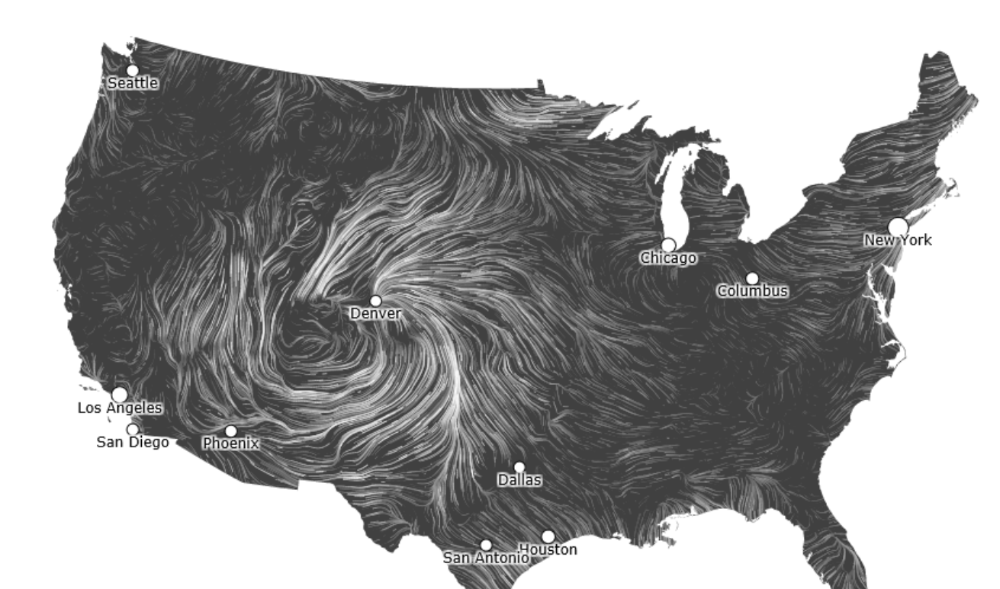 Seattle
New York
Chicago
Columbus
Denver
Los Angeles
San Diego
Phoenix
Dallas
Houston
San Antonio